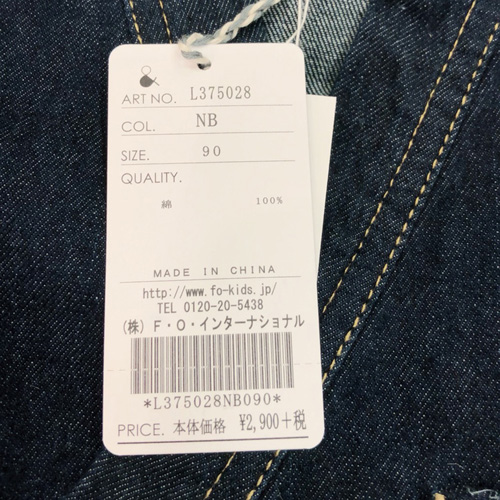 &
ART NO. L375028
COL. NB
SIZE. 90
QUALITY.
綿 100%
MADE IN CHINA
http://www.fo-kids.jp/
TEL 0120-20-5438
(株) F・O・インターナショナル
*L375028NB090*
PRICE. 本体価格 ¥2,900+税